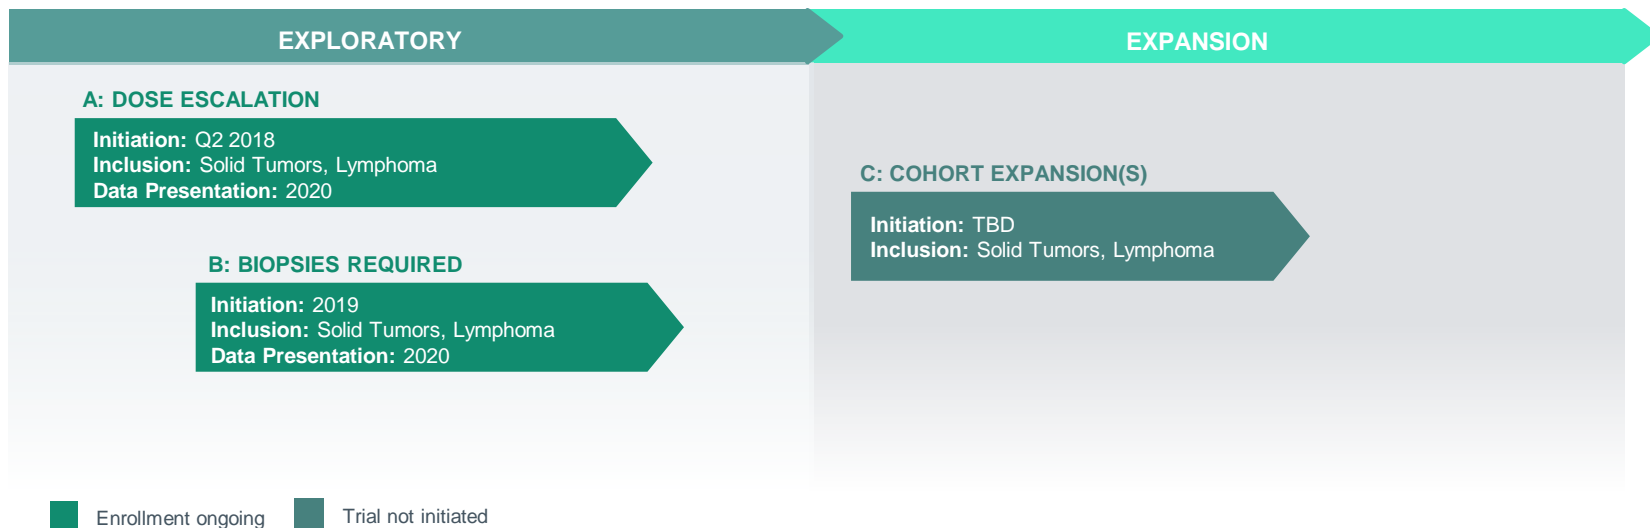 EXPLORATORY
EXPANSION
A: DOSE ESCALATION
Initiation: Q2 2018
Inclusion: Solid Tumors, Lymphoma
Data Presentation: 2020
B: BIOPSIES REQUIRED
Initiation: 2019
Inclusion: Solid Tumors, Lymphoma
Data Presentation: 2020
C: COHORT EXPANSION(S)
Initiation: TBD
Inclusion: Solid Tumors, Lymphoma
Enrollment ongoing
Trial not initiated